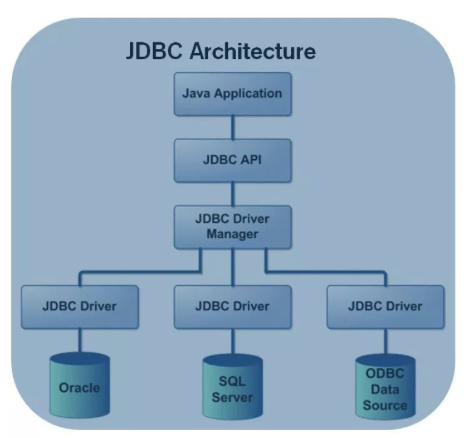 JDBC Architecture
Java Application
JDBC API
JDBC Driver
Manager
JDBC Driver
JDBC Driver
JDBC Driver
Oracle
SQL
Server
ODBC
Data
Source